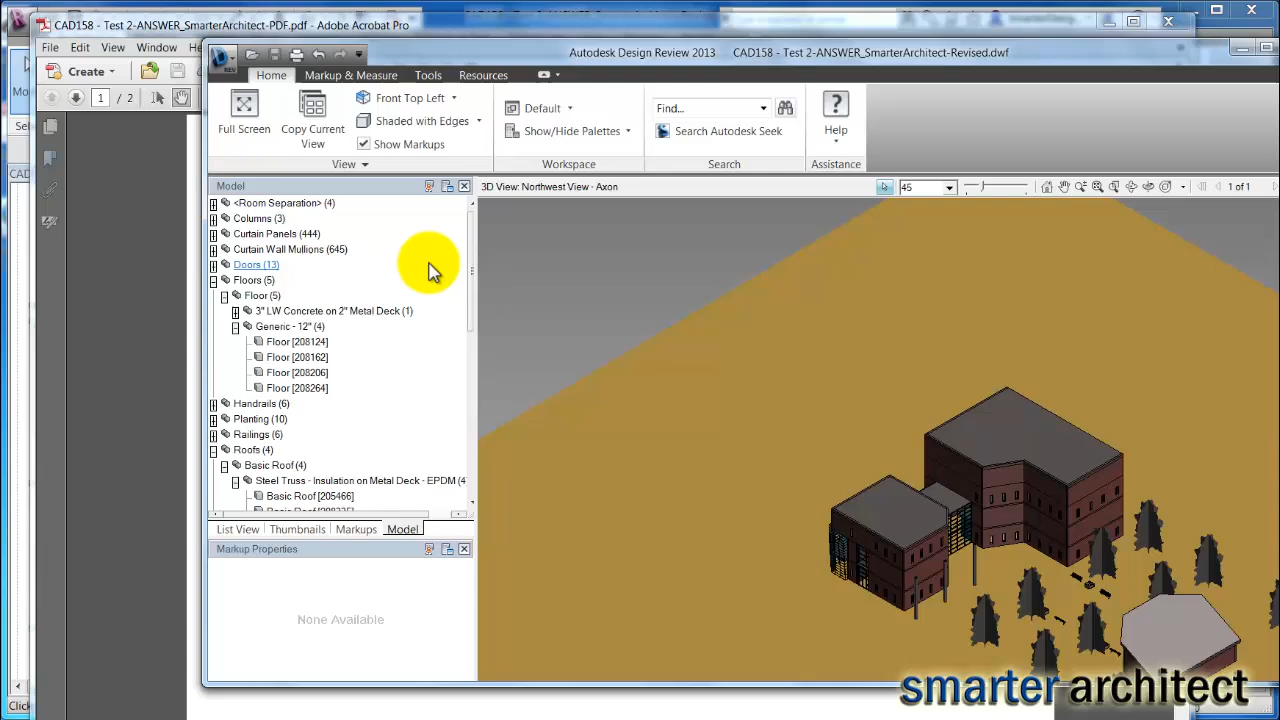 CAD158 - Test 2-ANSWER_SmarterArchitect-PDF.pdf - Adobe Acrobat Pro
File Edit View Window He
Create
1 / 2
Mo
Sel
CAD
Click
Autodesk Design Review 2013 CAD158 - Test 2-ANSWER_SmarterArchitect-Revised.dwf
REV
Home Markup & Measure Tools Resources
Full Screen
Copy Current View
Front Top Left
Shaded with Edges
Show Markups
View
Default
Show/Hide Palettes
Workspace
Find...
Search Autodesk Seek
Search
Help
Assistance
Model
3D View: Northwest View - Axon
45
1 of 1
<Room Separation> (4)
Columns (3)
Curtain Panels (444)
Curtain Wall Mullions (645)
Doors (13)
Floors (5)
Floor (5)
3" LW Concrete on 2" Metal Deck (1)
Generic - 12" (4)
Floor [208124]
Floor [208162]
Floor [208206]
Floor [208264]
Handrails (6)
Planting (10)
Railings (6)
Roofs (4)
Basic Roof (4)
Steel Truss - Insulation on Metal Deck - EPDM (4
Basic Roof [205466]
List View Thumbnails Markups Model
Markup Properties
None Available
smarter architect